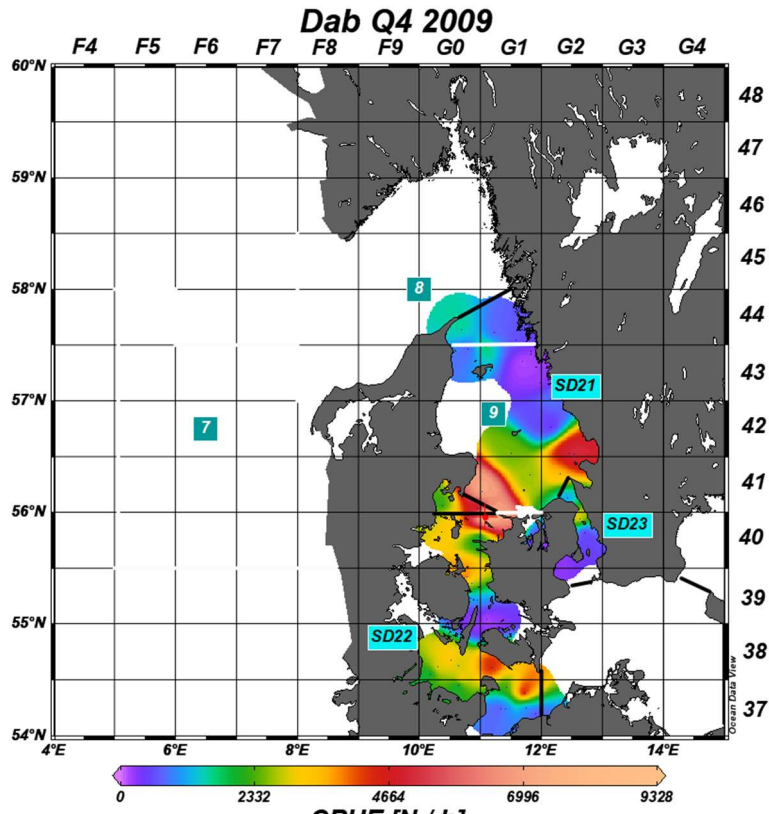 Dab Q4 2009
F4 F5 F6 F7 F8 F9 G0 G1 G2 G3 G4
60°N
48
47
59°N
46
45
58°N
8
44
43
57°N
SD21
9
7
42
41
56°N
SD23
40
39
55°N
SD22
38
37
54°N
Ocean Data View
4°E 6°E 8°E 10°E 12°E 14°E
0 2332 4664 6996 9328
CPUE [N / h]